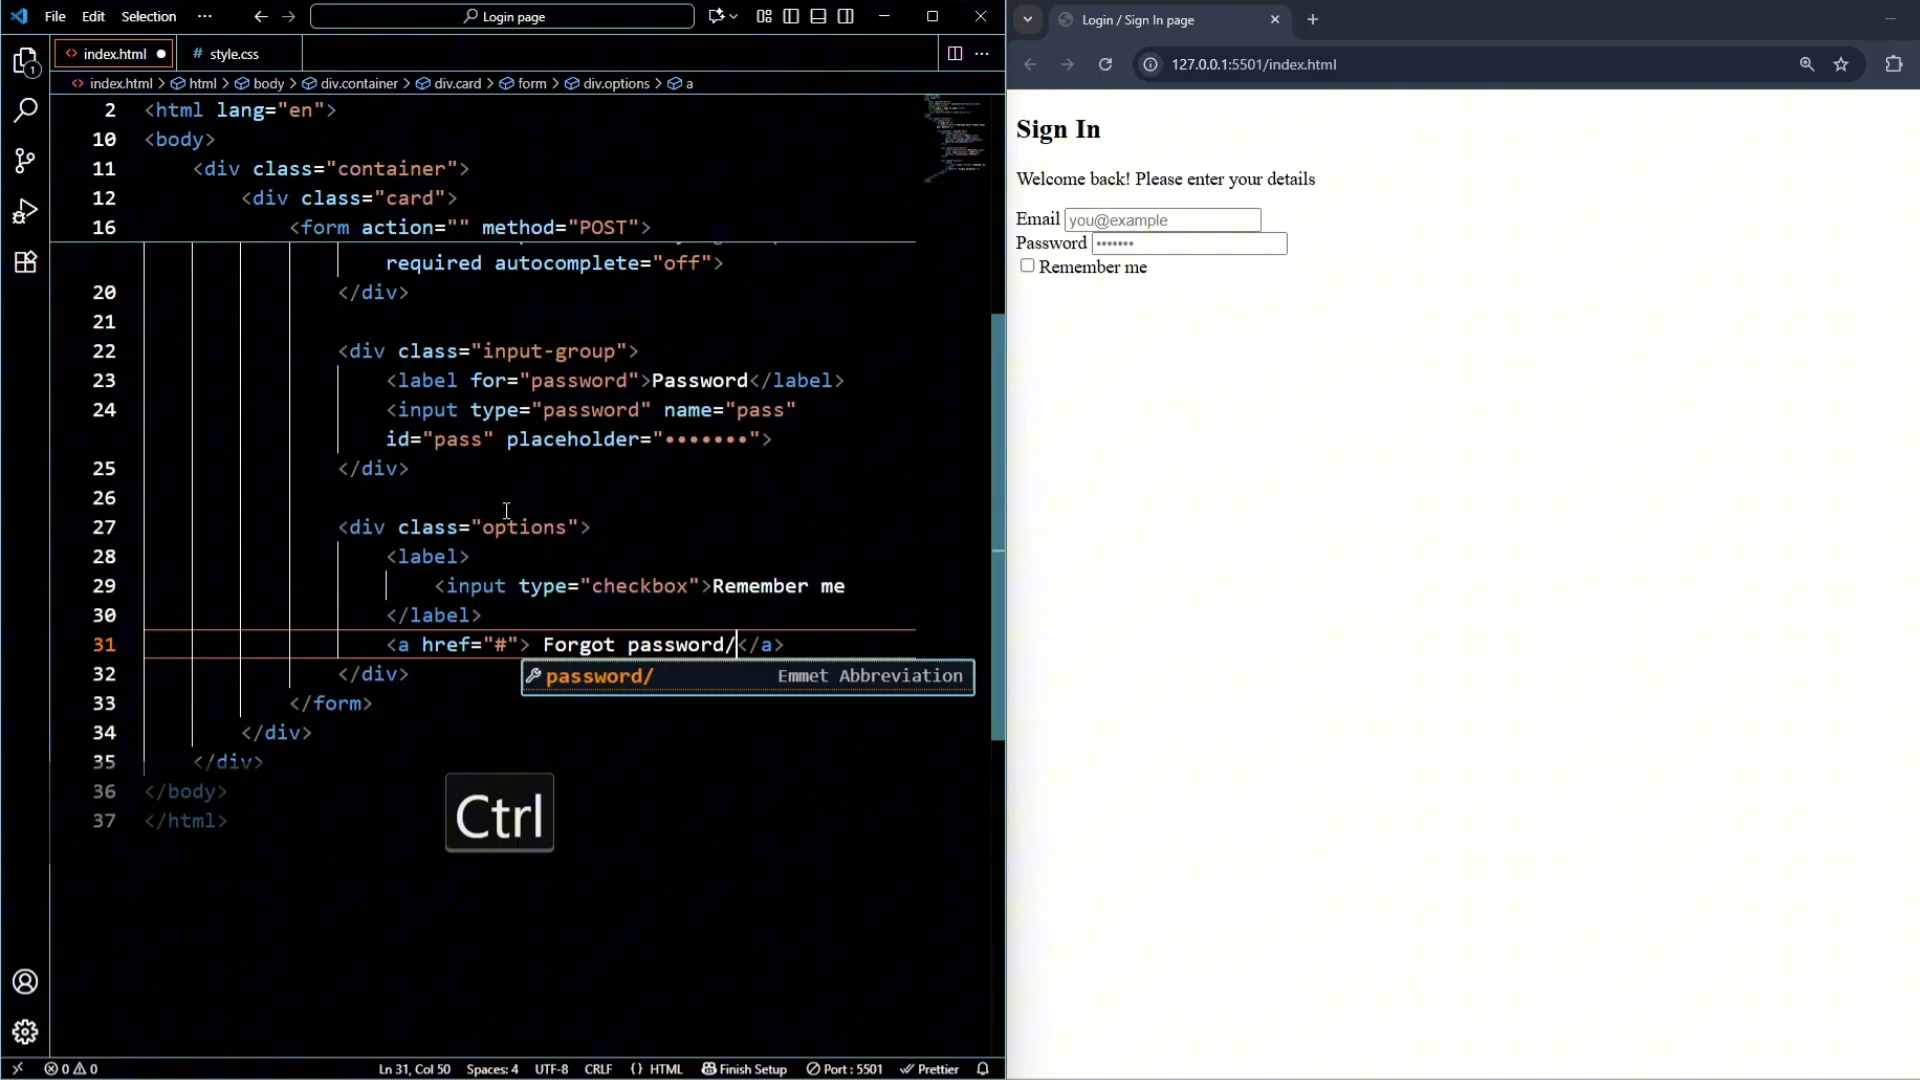 File Edit Selection ··· Login page
index.html style.css
index.html > html > body > div.container > div.card > form > div.options > a
1
2 <html lang="en">
10 <body>
11 <div class="container">
12 <div class="card">
16 <form action="" method="POST">
required autocomplete="off">
20 </div>
21
22 <div class="input-group">
23 <label for="password">Password</label>
24 <input type="password" name="pass"
id="pass" placeholder="•••••••">
25 </div>
26
27 <div class="options">
28 <label>
29 <input type="checkbox">Remember me
30 </label>
31 <a href="#"> Forgot password/</a>
32 </div>
password/ Emmet Abbreviation
33 </form>
34 </div>
35 </div>
36 </body>
37 </html>
Ctrl
0 0 Ln 31, Col 50 Spaces: 4 UTF-8 CRLF {} HTML Finish Setup Port : 5501 Prettier
Login / Sign In page
127.0.0.1:5501/index.html
Sign In
Welcome back! Please enter your details
Email you@example
Password •••••••
Remember me